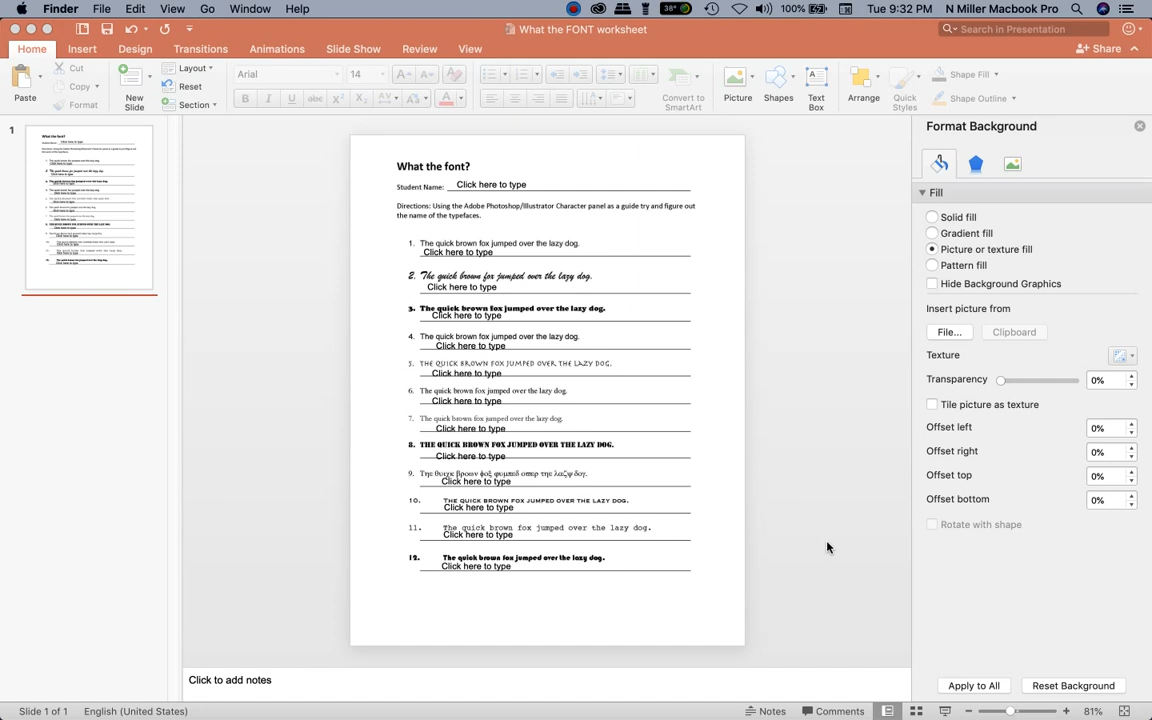 Finder File Edit View Go Window Help 38° 100% Tue 9:32 PM N Miller Macbook Pro
What the FONT worksheet
Search in Presentation
Home Insert Design Transitions Animations Slide Show Review View
Share
Paste
Cut
Copy
Format
New Slide
Layout
Reset
Section
Arial 14
B I U abc X² X₂ A
Convert to SmartArt
Picture
Shapes
Text Box
Arrange
Quick Styles
Shape Fill
Shape Outline
1
What the font?
Student Name: Click here to type
Directions: Using the Adobe Photoshop/Illustrator Character panel as a guide try and figure out
the name of the typefaces.
1. The quick brown fox jumped over the lazy dog.
Click here to type
2. The quick brown fox jumped over the lazy dog.
Click here to type
3. The quick brown fox jumped over the lazy dog.
Click here to type
4. The quick brown fox jumped over the lazy dog.
Click here to type
5. THE QUICK BROWN FOX JUMPED OVER THE LAZY DOG.
Click here to type
6. The quick brown fox jumped over the lazy dog.
Click here to type
7. The quick brown fox jumped over the lazy dog.
Click here to type
8. THE QUICK BROWN FOX JUMPED OVER THE LAZY DOG.
Click here to type
9. Τηε θυιχκ βροων φοξ φυμπεδ οπερ τηε λαζψ δογ.
Click here to type
10. THE QUICK BROWN FOX JUMPED OVER THE LAZY DOG.
Click here to type
11. The quick brown fox jumped over the lazy dog.
Click here to type
12. The quick brown fox jumped over the lazy dog.
Click here to type
Click to add notes
Format Background
Fill
Solid fill
Gradient fill
Picture or texture fill
Pattern fill
Hide Background Graphics
Insert picture from
File... Clipboard
Texture
Transparency 0%
Tile picture as texture
Offset left 0%
Offset right 0%
Offset top 0%
Offset bottom 0%
Rotate with shape
Apply to All Reset Background
Slide 1 of 1 English (United States) Notes Comments 81%